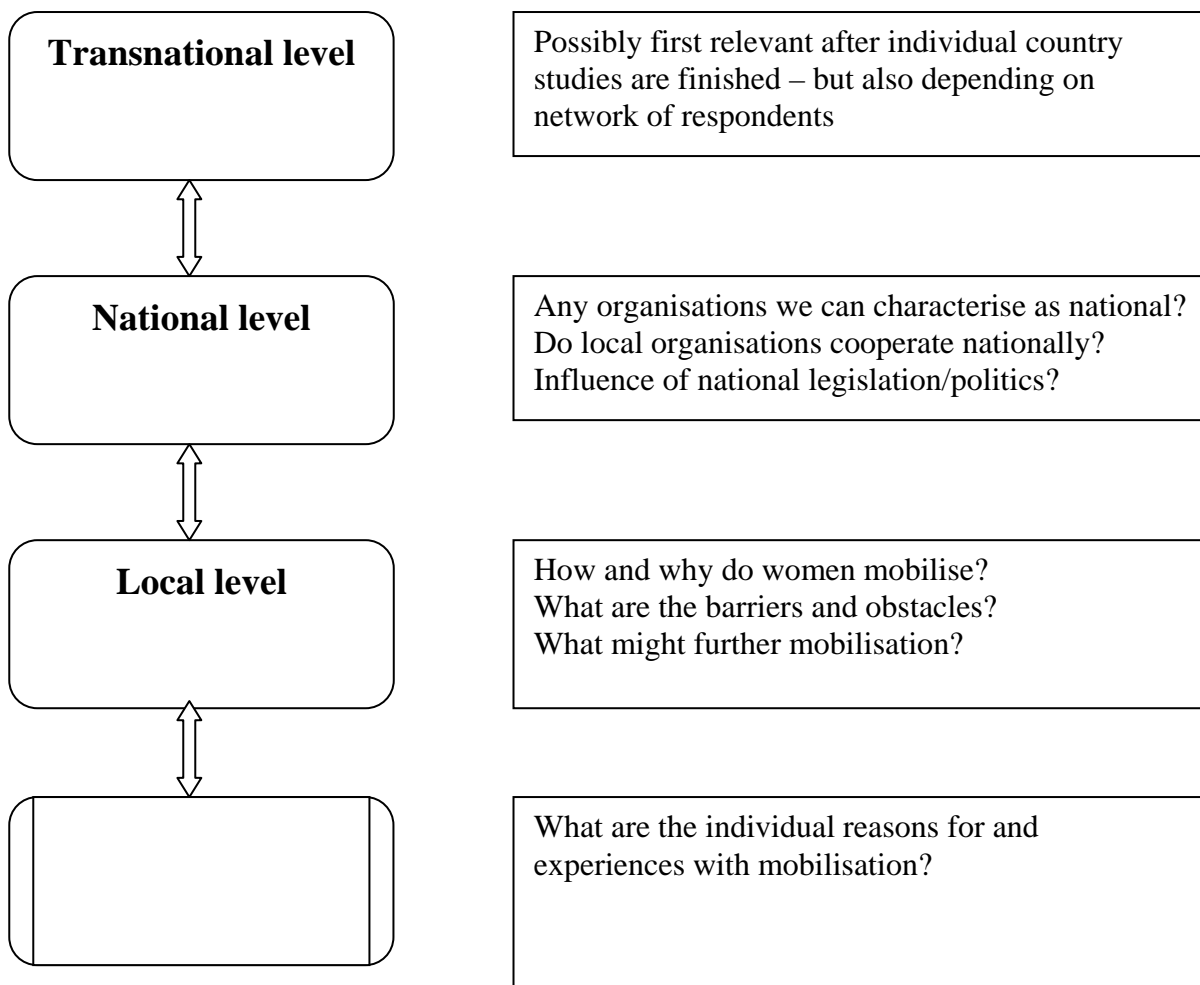 Transnational level
Possibly first relevant after individual country
studies are finished – but also depending on
network of respondents
National level
Any organisations we can characterise as national?
Do local organisations cooperate nationally?
Influence of national legislation/politics?
Local level
How and why do women mobilise?
What are the barriers and obstacles?
What might further mobilisation?
What are the individual reasons for and
experiences with mobilisation?